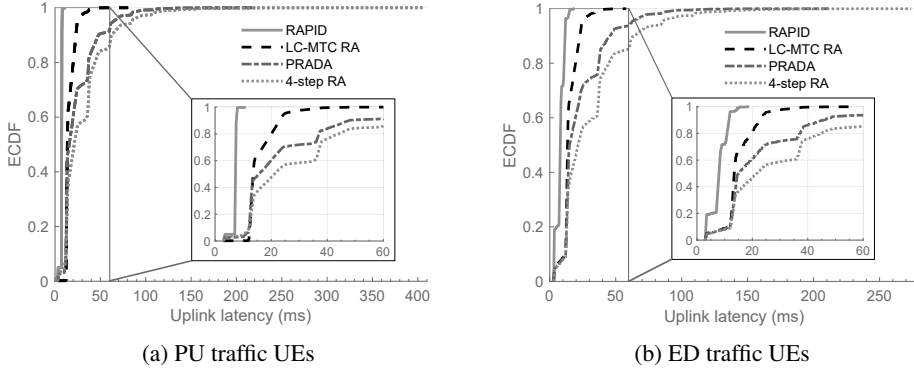 1
0.8
0.6
0.4
0.2
0
ECDF
RAPID
LC-MTC RA
PRADA
4-step RA
1
0.8
0.6
0.4
0.2
0
0 20 40 60
0 50 100 150 200 250 300 350 400
Uplink latency (ms)
(a) PU traffic UEs
1
0.8
0.6
0.4
0.2
0
ECDF
RAPID
LC-MTC RA
PRADA
4-step RA
1
0.8
0.6
0.4
0.2
0
0 20 40 60
0 50 100 150 200 250
Uplink latency (ms)
(b) ED traffic UEs